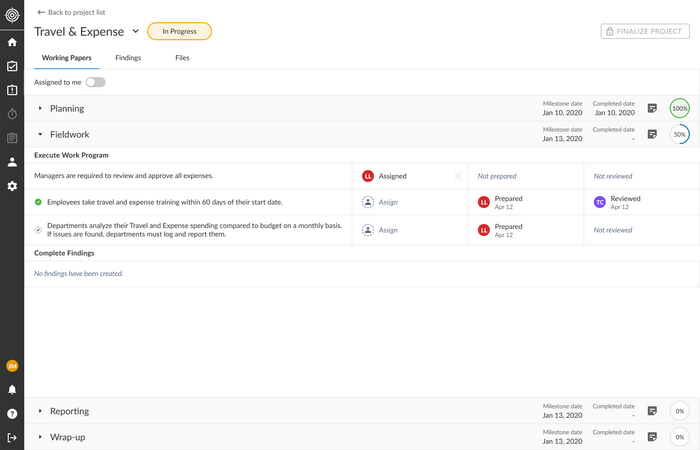 Back to project list
Travel & Expense
In Progress
FINALIZE PROJECT
Working Papers
Findings
Files
Assigned to me
Planning
Milestone date
Jan 10, 2020
Completed date
Jan 10, 2020
100%
Fieldwork
Milestone date
Jan 13, 2020
Completed date
-
50%
Execute Work Program
Managers are required to review and approve all expenses.
LL
Assigned
Not prepared
Not reviewed
Employees take travel and expense training within 60 days of their start date.
Assign
LL
Prepared
Apr 12
TC
Reviewed
Apr 12
Departments analyze their Travel and Expense spending compared to budget on a monthly basis.
If issues are found, departments must log and report them.
Assign
LL
Prepared
Apr 12
Not reviewed
Complete Findings
No findings have been created.
JM
Reporting
Milestone date
Jan 13, 2020
Completed date
-
0%
Wrap-up
Milestone date
Jan 13, 2020
Completed date
-
0%